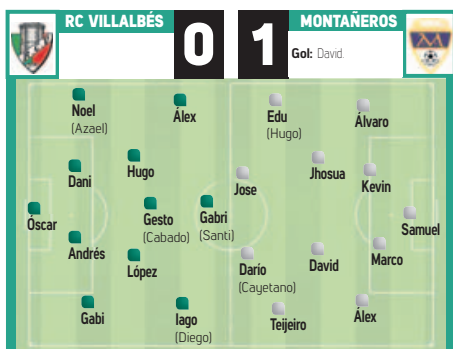 RC VILLALBÉS
0
1
MONTAÑEROS
Gol: David.
Noel
(Azael)
Álex
Edu
(Hugo)
Álvaro
Dani
Hugo
Jose
Jhosua
Kevin
Óscar
Gesto
(Cabado)
Gabri
(Santi)
Samuel
Andrés
López
Darío
(Cayetano)
David
Marco
Gabi
Iago
(Diego)
Teijeiro
Álex